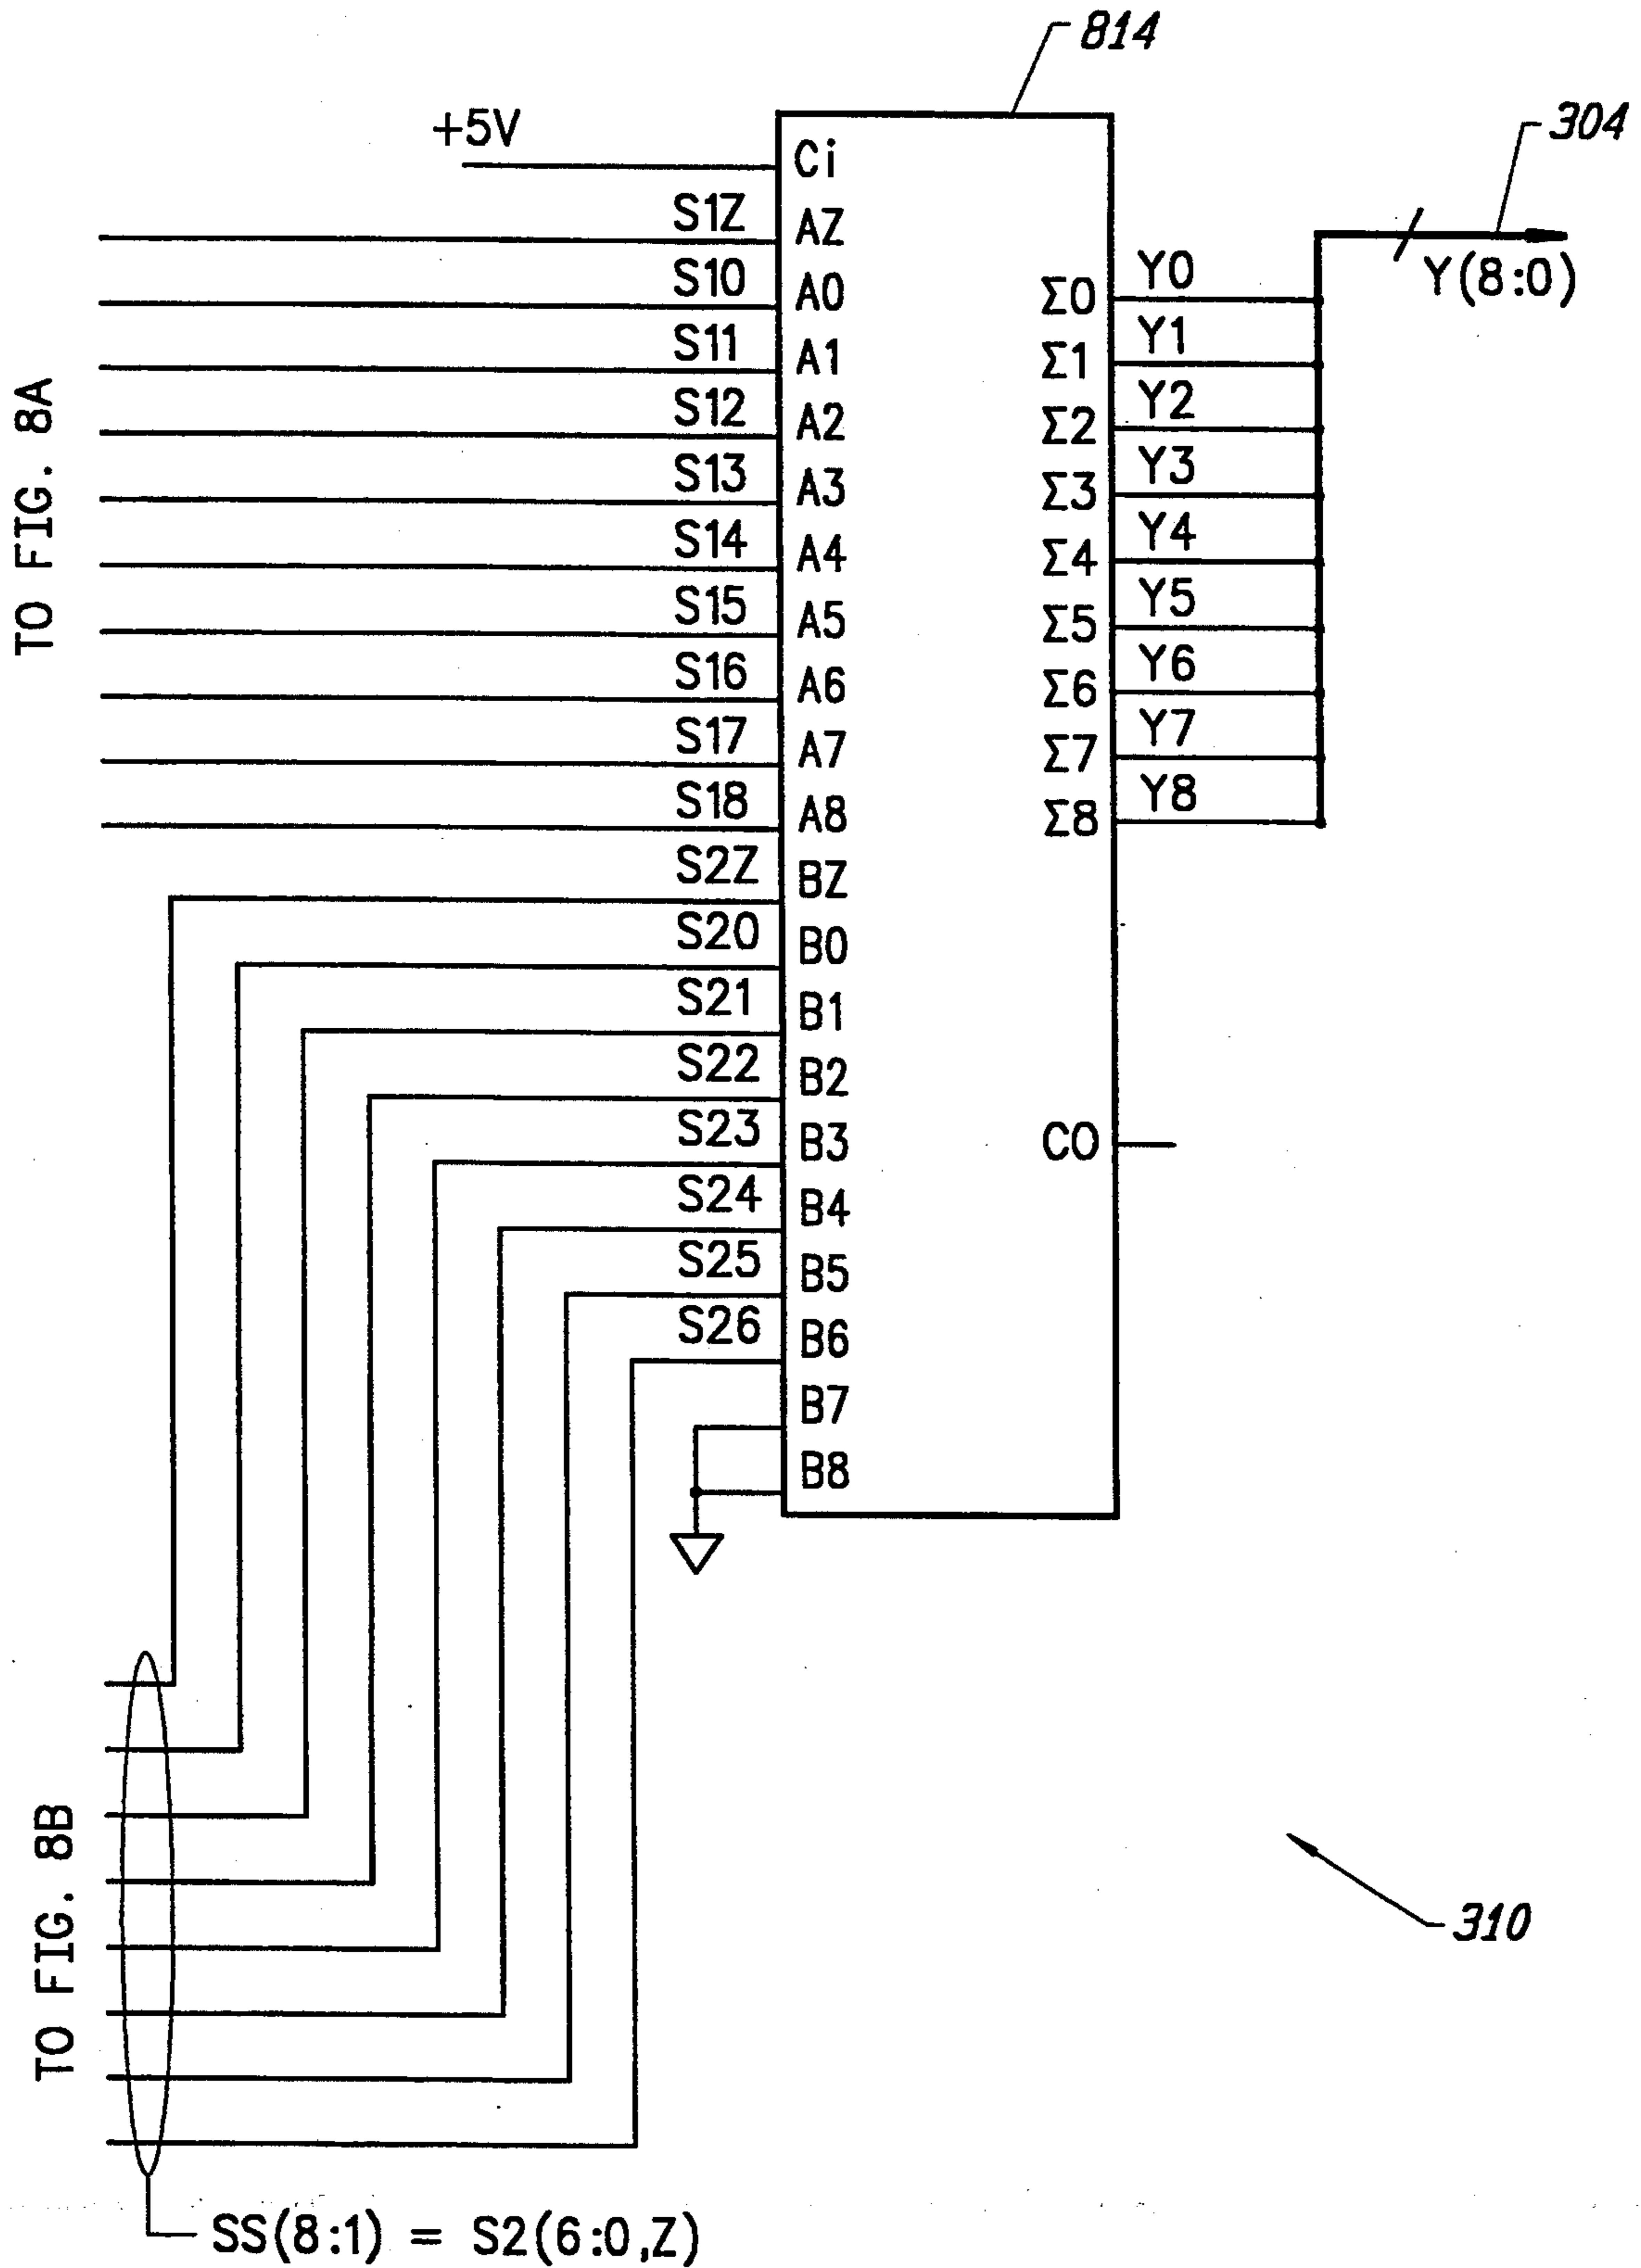 814
304
+5V
Ci
S1Z AZ
S10 A0
S11 A1
S12 A2
S13 A3
S14 A4
S15 A5
S16 A6
S17 A7
S18 A8
S2Z BZ
S20 B0
S21 B1
S22 B2
S23 B3
S24 B4
S25 B5
S26 B6
B7
B8
Σ0 Y0
Σ1 Y1
Σ2 Y2
Σ3 Y3
Σ4 Y4
Σ5 Y5
Σ6 Y6
Σ7 Y7
Σ8 Y8
Y(8:0)
CO
TO FIG. 8A
TO FIG. 8B
310
SS(8:1) = S2(6:0,Z)